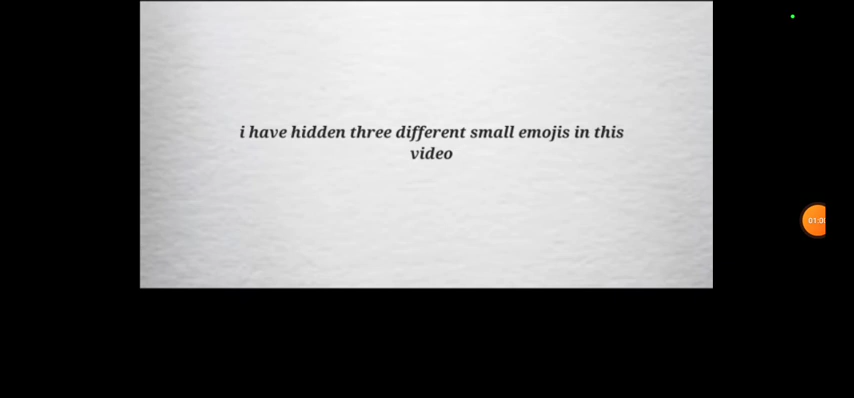 i have hidden three different small emojis in this
video